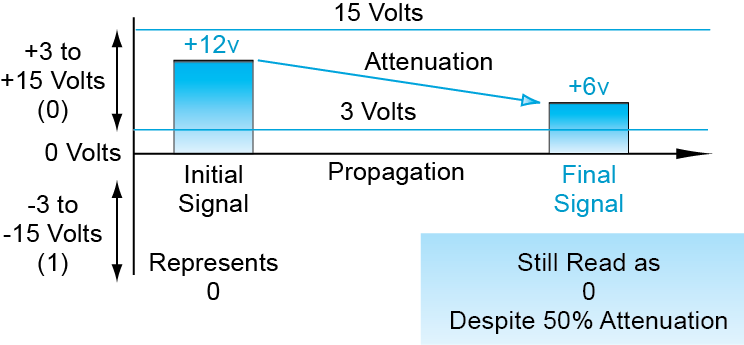 15 Volts
+3 to
+15 Volts
(0)
+12v
Attenuation
+6v
3 Volts
0 Volts
Initial
Signal
Propagation
Final
Signal
-3 to
-15 Volts
(1)
Represents
0
Still Read as
0
Despite 50% Attenuation